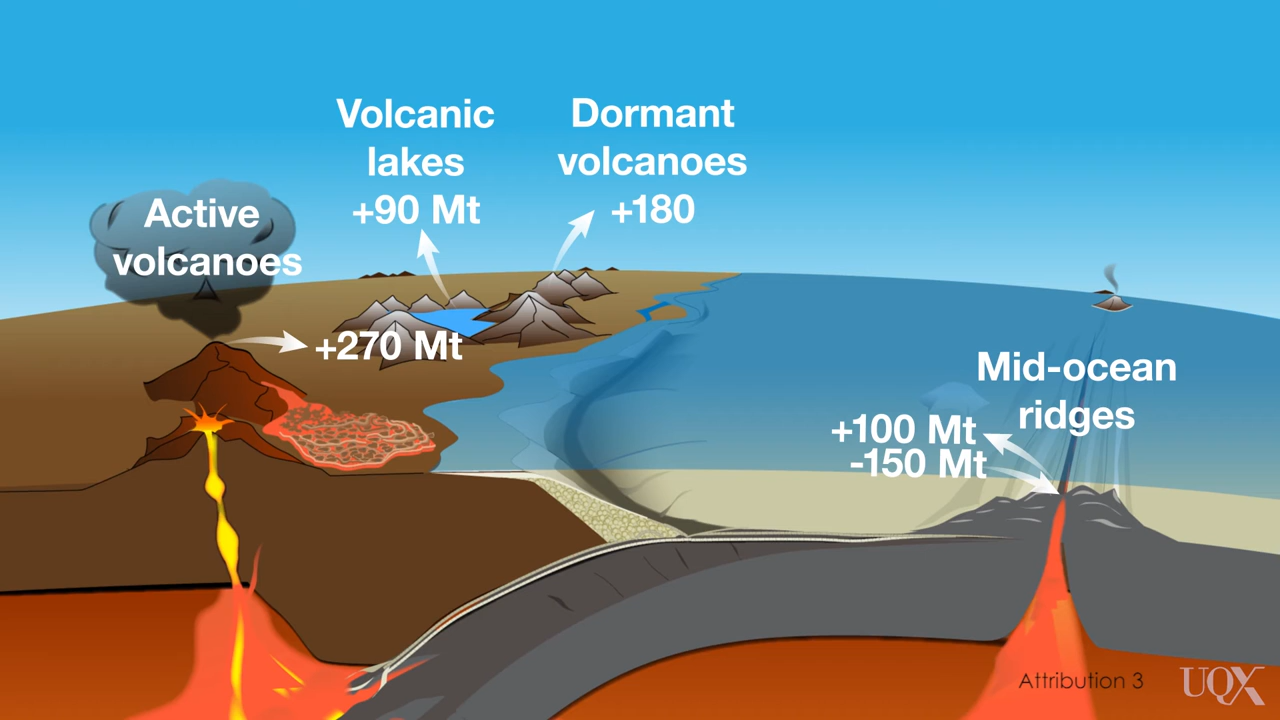 Volcanic
lakes
+90 Mt
Dormant
volcanoes
+180
Active
volcanoes
+270 Mt
Mid-ocean
ridges
+100 Mt
-150 Mt
Attribution 3
UQX